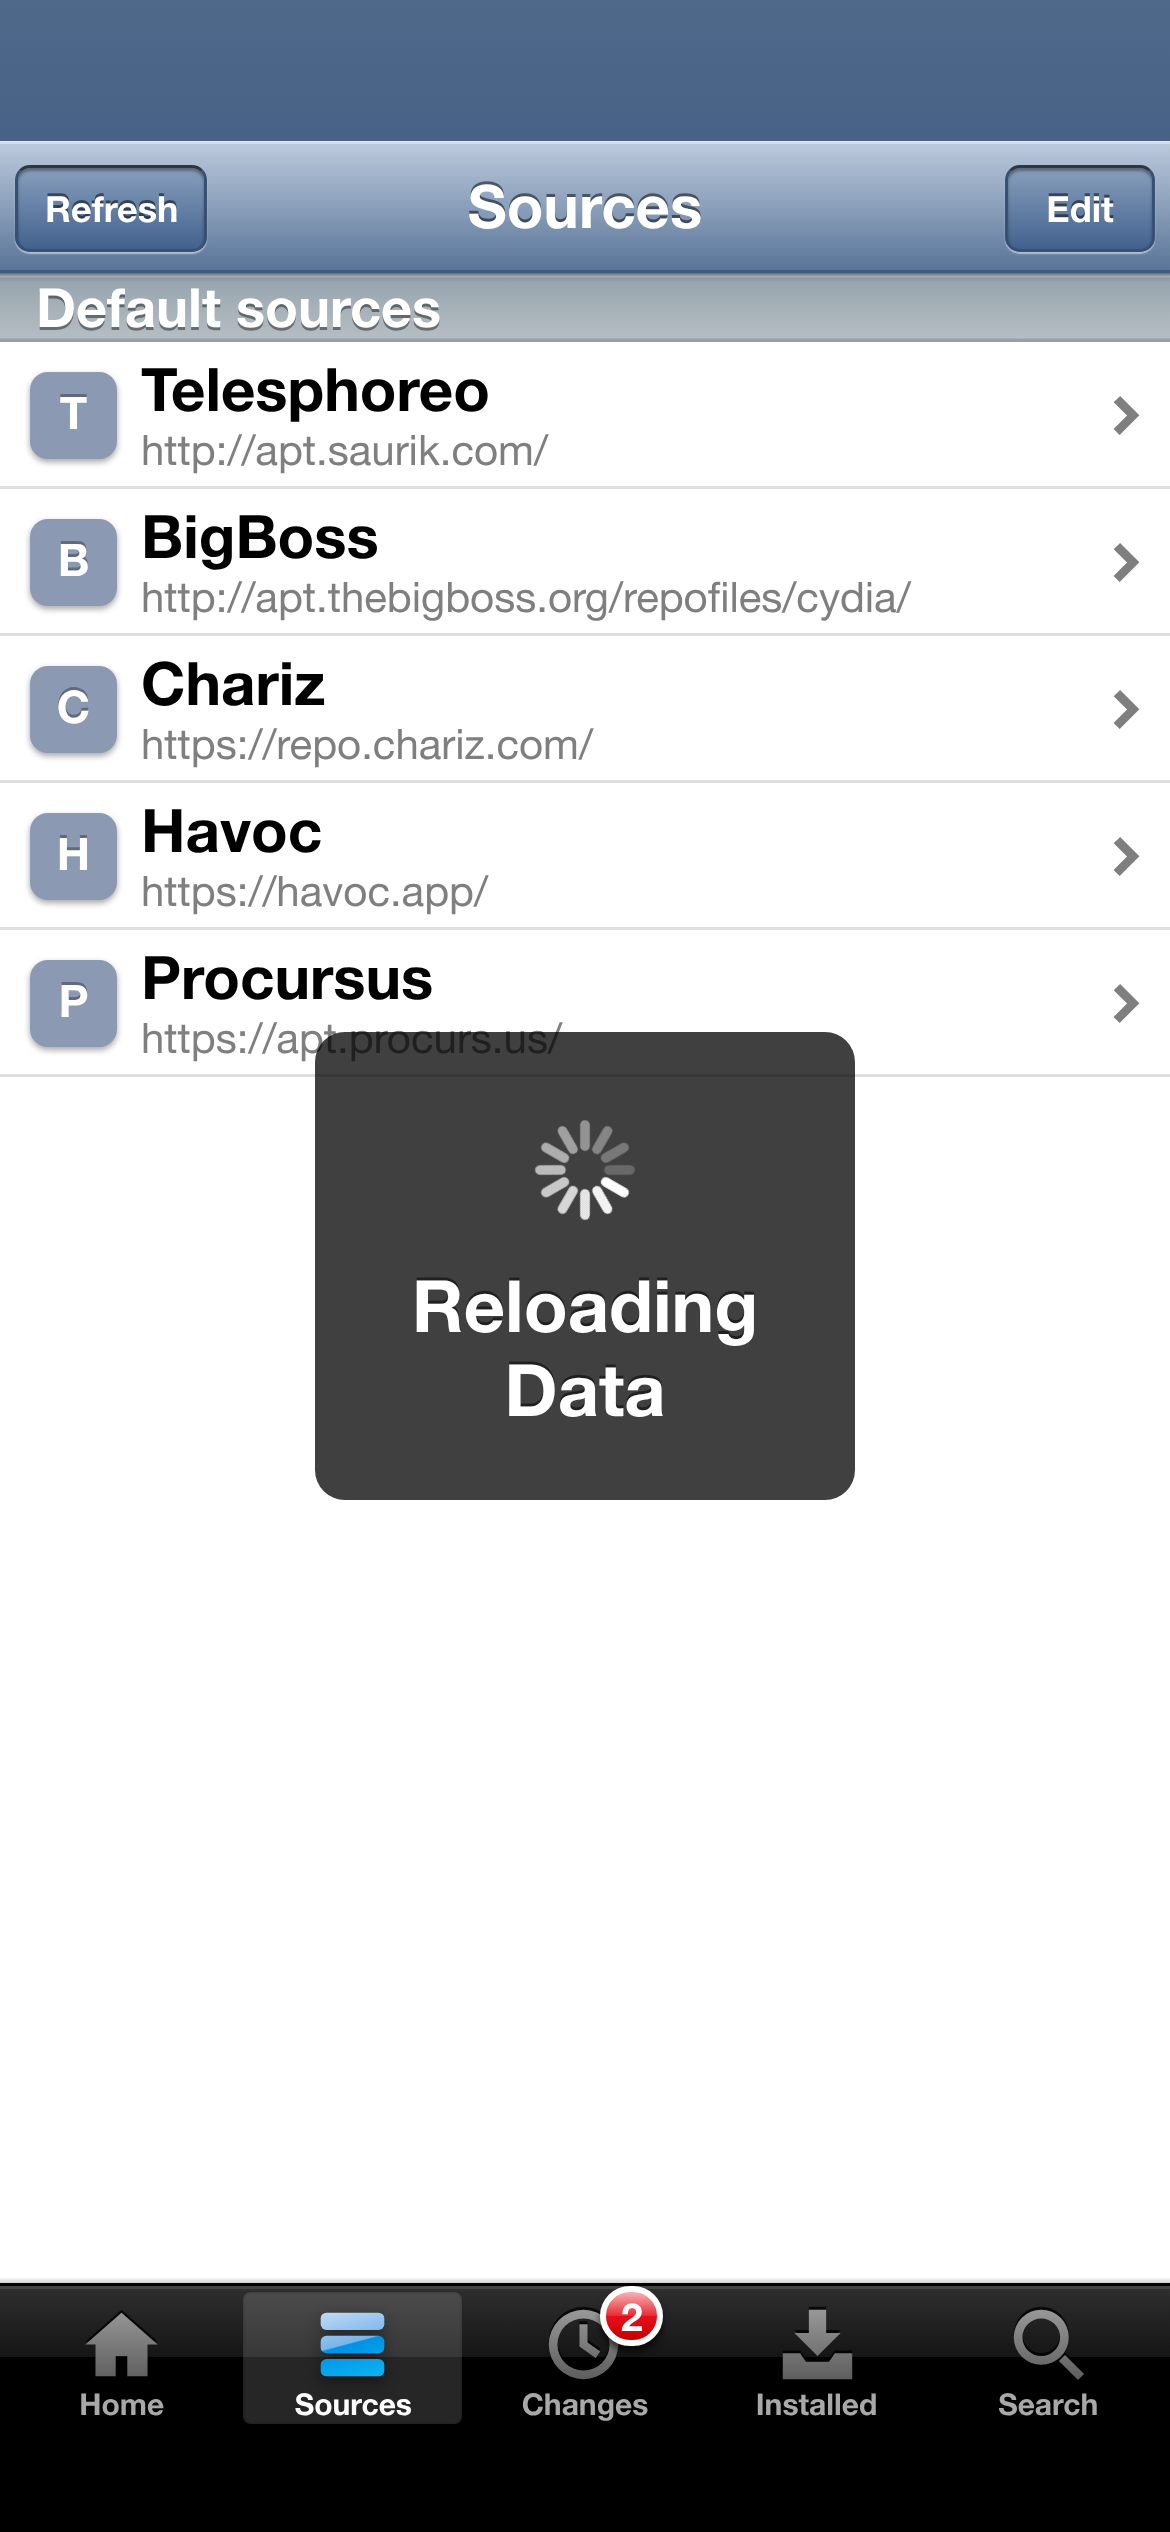 Refresh
Sources
Edit
Default sources
T
Telesphoreo
http://apt.saurik.com/
B
BigBoss
http://apt.thebigboss.org/repofiles/cydia/
C
Chariz
https://repo.chariz.com/
H
Havoc
https://havoc.app/
P
Procursus
https://apt.procurs.us/
Reloading
Data
2
Home
Sources
Changes
Installed
Search